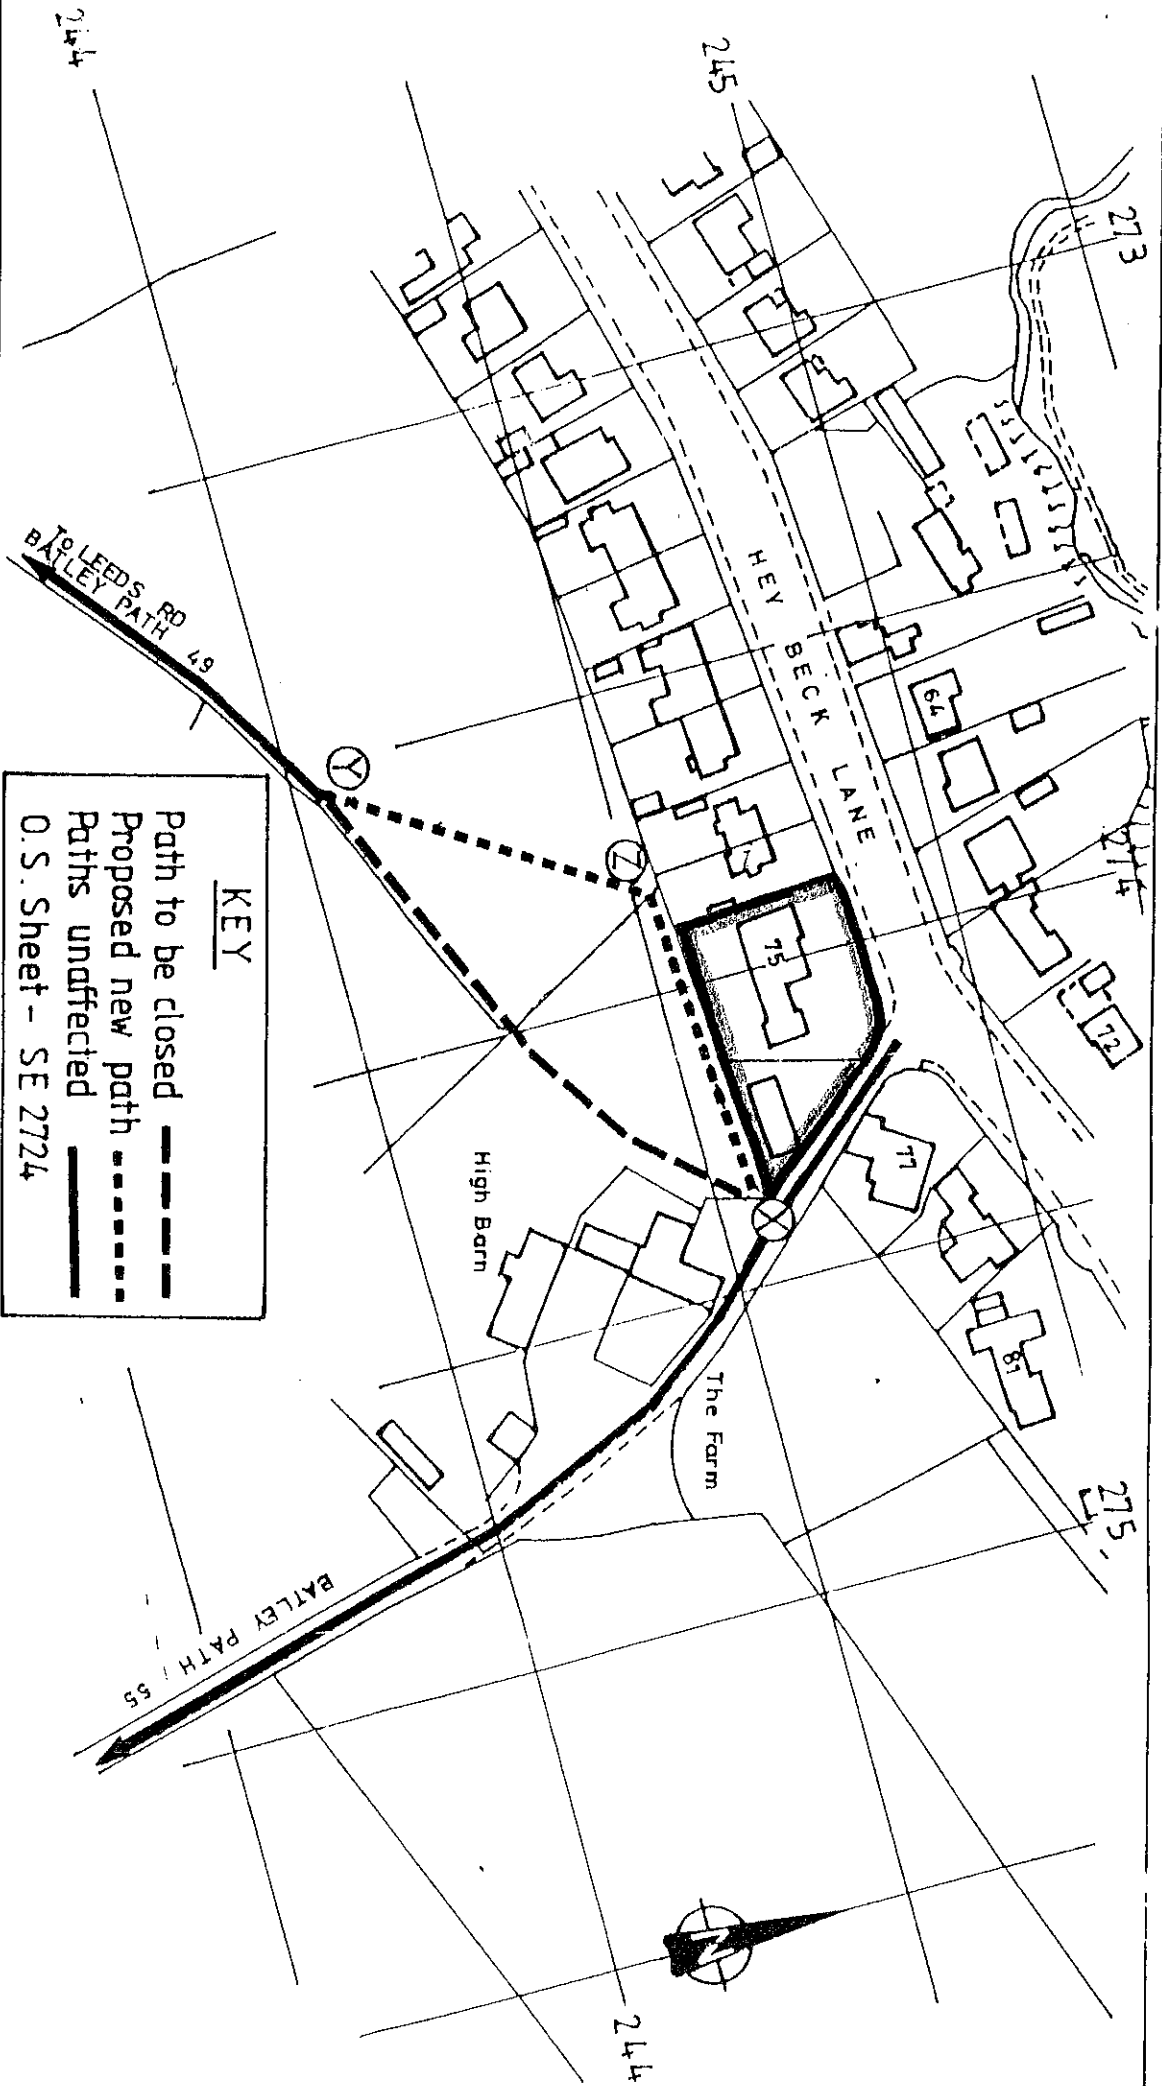 244
245
273
HEY BECK LANE
64
274
72
75
77
81
275
TO LEEDS RD
BATLEY PATH 49
Y
Z
X
High Barn
The Farm
BATLEY PATH 55
N
244
KEY
Path to be closed
Proposed new path
Paths unaffected
O.S. Sheet - SE 2724